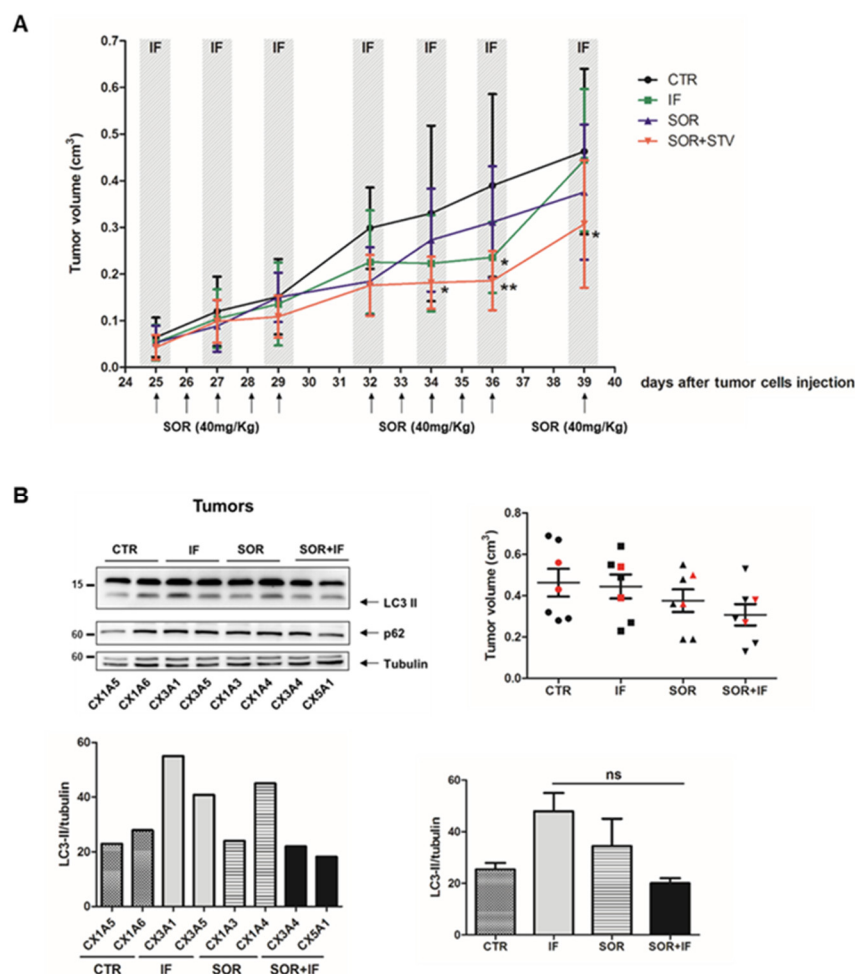 A
IF IF IF IF IF IF IF
0.7
0.6
0.5
0.4
0.3
0.2
0.1
0.0
Tumor volume (cm³)
CTR
IF
SOR
SOR+STV
*
*
**
*
24 25 26 27 28 29 30 31 32 33 34 35 36 37 38 39 40
days after tumor cells injection
SOR (40mg/Kg) SOR (40mg/Kg) SOR (40mg/Kg)
B
Tumors
CTR IF SOR SOR+IF
15
LC3 II
60
p62
60
Tubulin
CX1A5 CX1A6 CX3A1 CX3A5 CX1A3 CX1A4 CX3A4 CX5A1
0.8
0.6
0.4
0.2
0.0
Tumor volume (cm³)
CTR IF SOR SOR+IF
60
40
20
0
LC3-II/tubulin
CX1A5 CX1A6 CX3A1 CX3A5 CX1A3 CX1A4 CX3A4 CX5A1
CTR IF SOR SOR+IF
60
40
20
0
LC3-II/tubulin
ns
CTR IF SOR SOR+IF